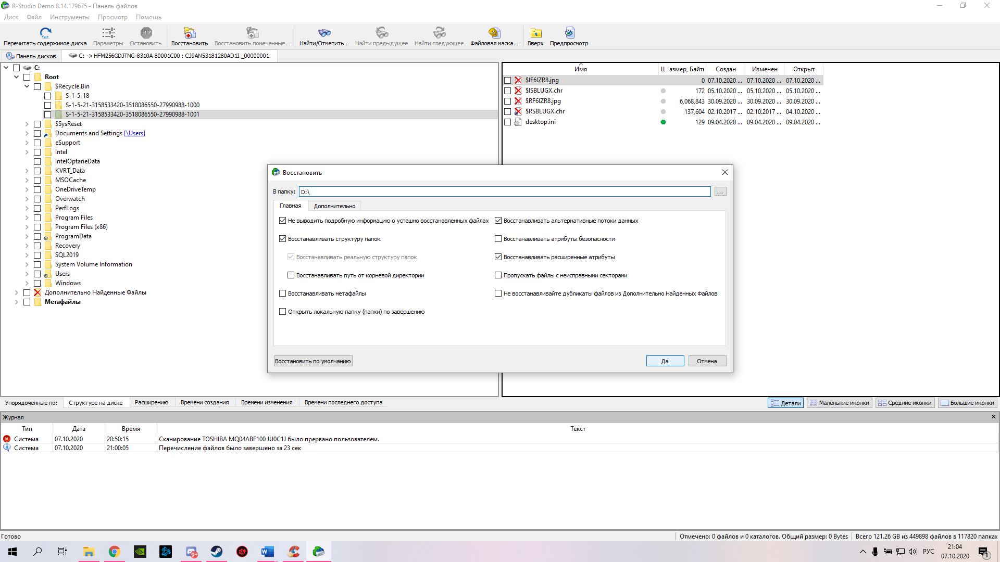 R-Studio Demo 8.14.179675 - Панель файлов
Диск Файл Инструменты Просмотр Помощь
STOP
Перечитать содержимое диска Параметры Остановить Восстановить Восстановить помеченные... Найти/Отметить... Найти предыдущее Найти следующее Файловая маска... Вверх Предпросмотр
Панель дисков C: -> HFM256GDJTNG-8310A 80001C00 : CJ9AN53181280AD1I _00000001.
C:
Root
$Recycle.Bin
S-1-5-18
S-1-5-21-3158533420-3518086550-27990988-1000
S-1-5-21-3158533420-3518086550-27990988-1001
$SysReset
Documents and Settings [\Users]
eSupport
Intel
IntelOptaneData
KVRT_Data
MSOCache
OneDriveTemp
Overwatch
PerfLogs
Program Files
Program Files (x86)
ProgramData
Recovery
SQL2019
System Volume Information
Users
Windows
Дополнительно Найденные Файлы
Метафайлы
Имя Ц азмер, Байты Создан Изменен Открыт
$IF6IZR8.jpg 0 07.10.2020 ... 07.10.2020 ... 07.10.2020 ...
$ISBLUGX.chr 172 05.10.2020 ... 05.10.2020 ... 05.10.2020 ...
$RF6IZR8.jpg 6,068,843 30.09.2020 ... 30.09.2020 ... 30.09.2020 ...
$RSBLUGX.chr 137,604 02.10.2017 ... 02.10.2017 ... 04.10.2020 ...
desktop.ini 129 09.04.2020 ... 09.04.2020 ... 09.04.2020 ...
Восстановить
В папку: D:\ ...
Главная Дополнительно
Не выводить подробную информацию о успешно восстановленных файлах
Восстанавливать альтернативные потоки данных
Восстанавливать структуру папок
Восстанавливать атрибуты безопасности
Восстанавливать реальную структуру папок
Восстанавливать расширенные атрибуты
Восстанавливать путь от корневой директории
Пропускать файлы с неисправными секторами
Восстанавливать метафайлы
Не восстанавливайте дубликаты файлов из Дополнительно Найденных Файлов
Открыть локальную папку (папки) по завершению
Восстановить по умолчанию Да Отмена
Упорядоченные по: Структуре на диске Расширению Времени создания Времени изменения Времени последнего доступа
Детали Маленькие иконки Средние иконки Большие иконки
Журнал
Тип Дата Время Текст
Система 07.10.2020 20:50:15 Сканирование TOSHIBA MQ04ABF100 JU0C1J было прервано пользователем.
Система 07.10.2020 21:00:05 Перечисление файлов было завершено за 23 сек
Готово Отмечено: 0 файлов и 0 каталогов. Общий размер: 0 Bytes Всего 121.26 GB из 449898 файлов в 117820 папках
9+
РУС
21:04
07.10.2020
1